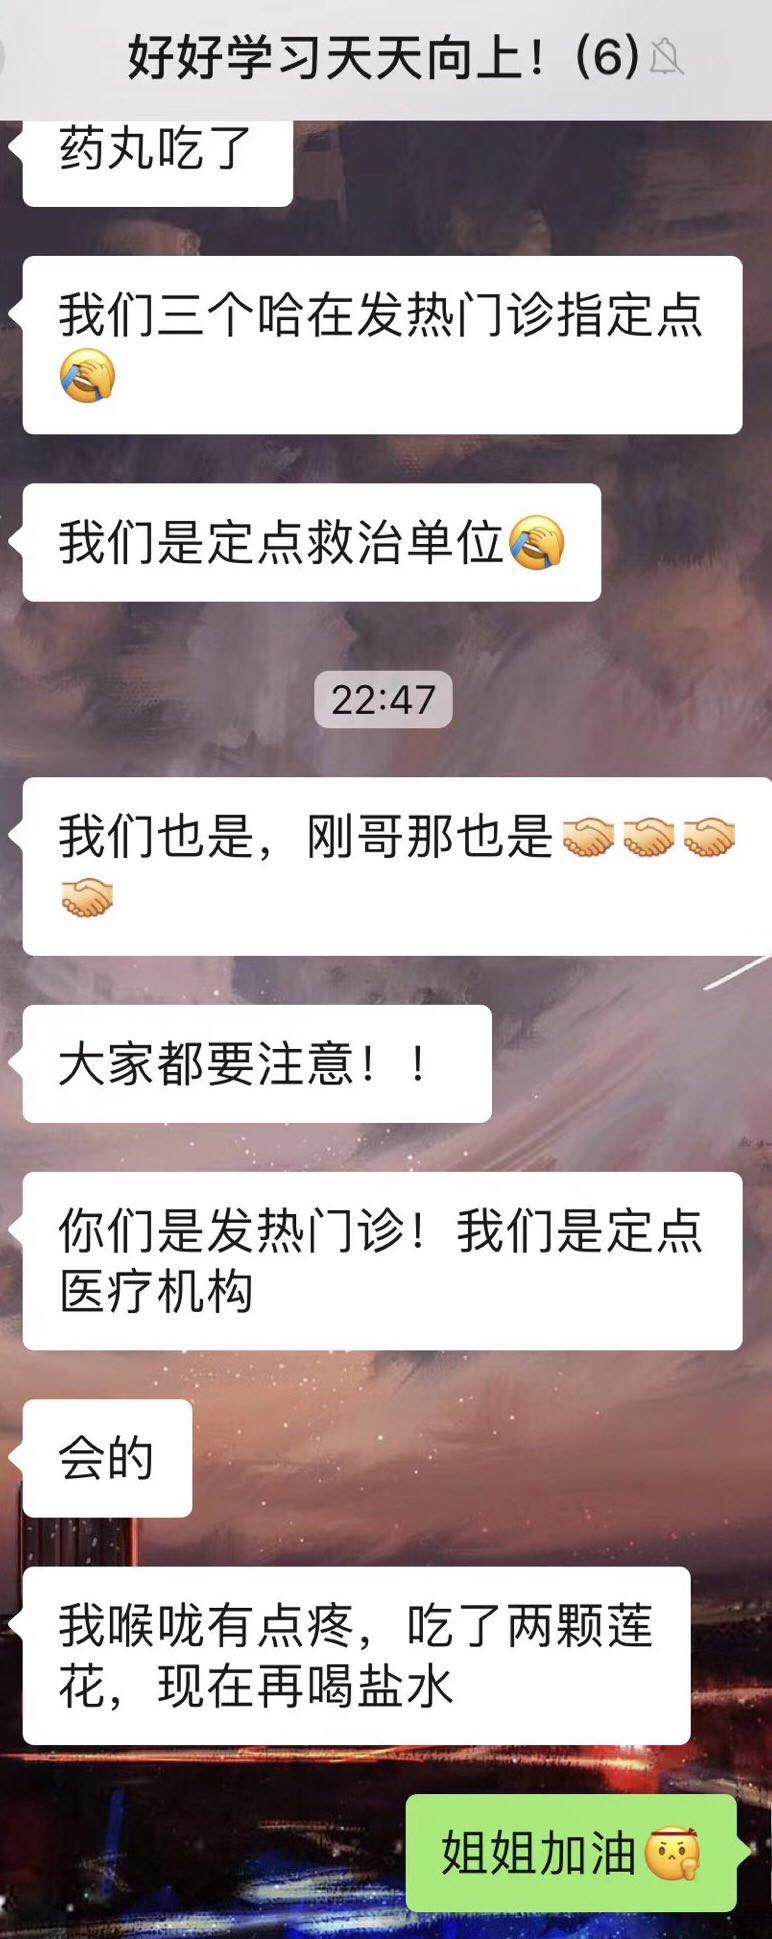 好好学习天天向上！(6)
药丸吃了
我们三个哈在发热门诊指定点
🤦
我们是定点救治单位🤦
22:47
我们也是，刚哥那也是🤝🤝🤝
🤝
大家都要注意！！
你们是发热门诊！我们是定点
医疗机构
会的
我喉咙有点疼，吃了两颗莲
花，现在再喝盐水
姐姐加油